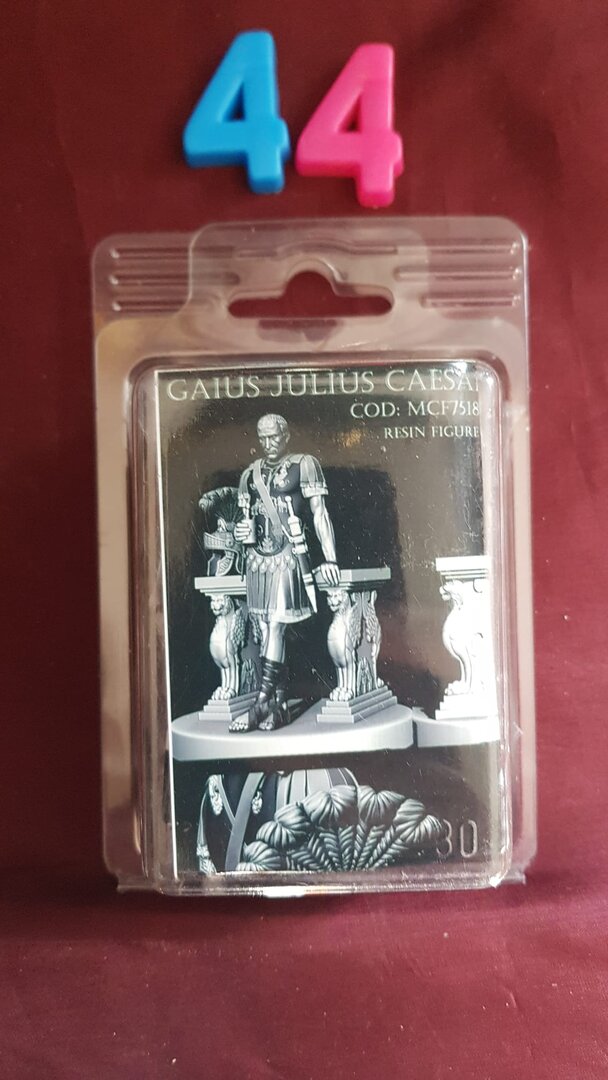 44
GAIUS JULIUS CAESAR
COD: MCF7518
RESIN FIGURE
30